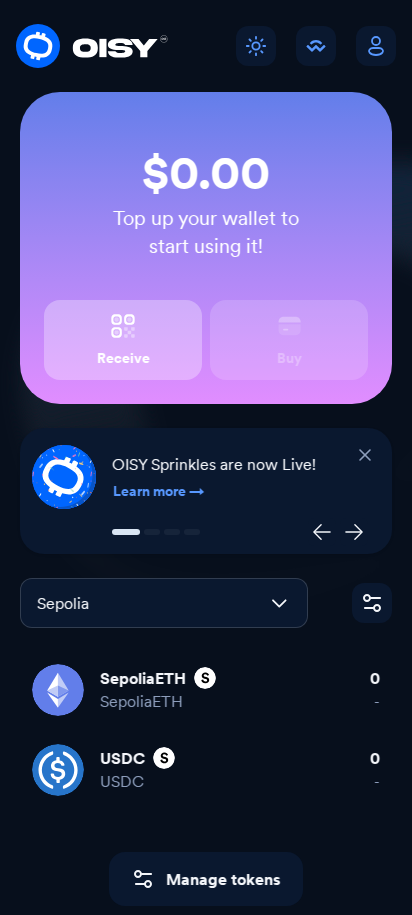 OISY
$0.00
Top up your wallet to
start using it!
Receive
Buy
OISY Sprinkles are now Live!
Learn more →
Sepolia
SepoliaETH S 0
SepoliaETH -
USDC S 0
USDC -
Manage tokens